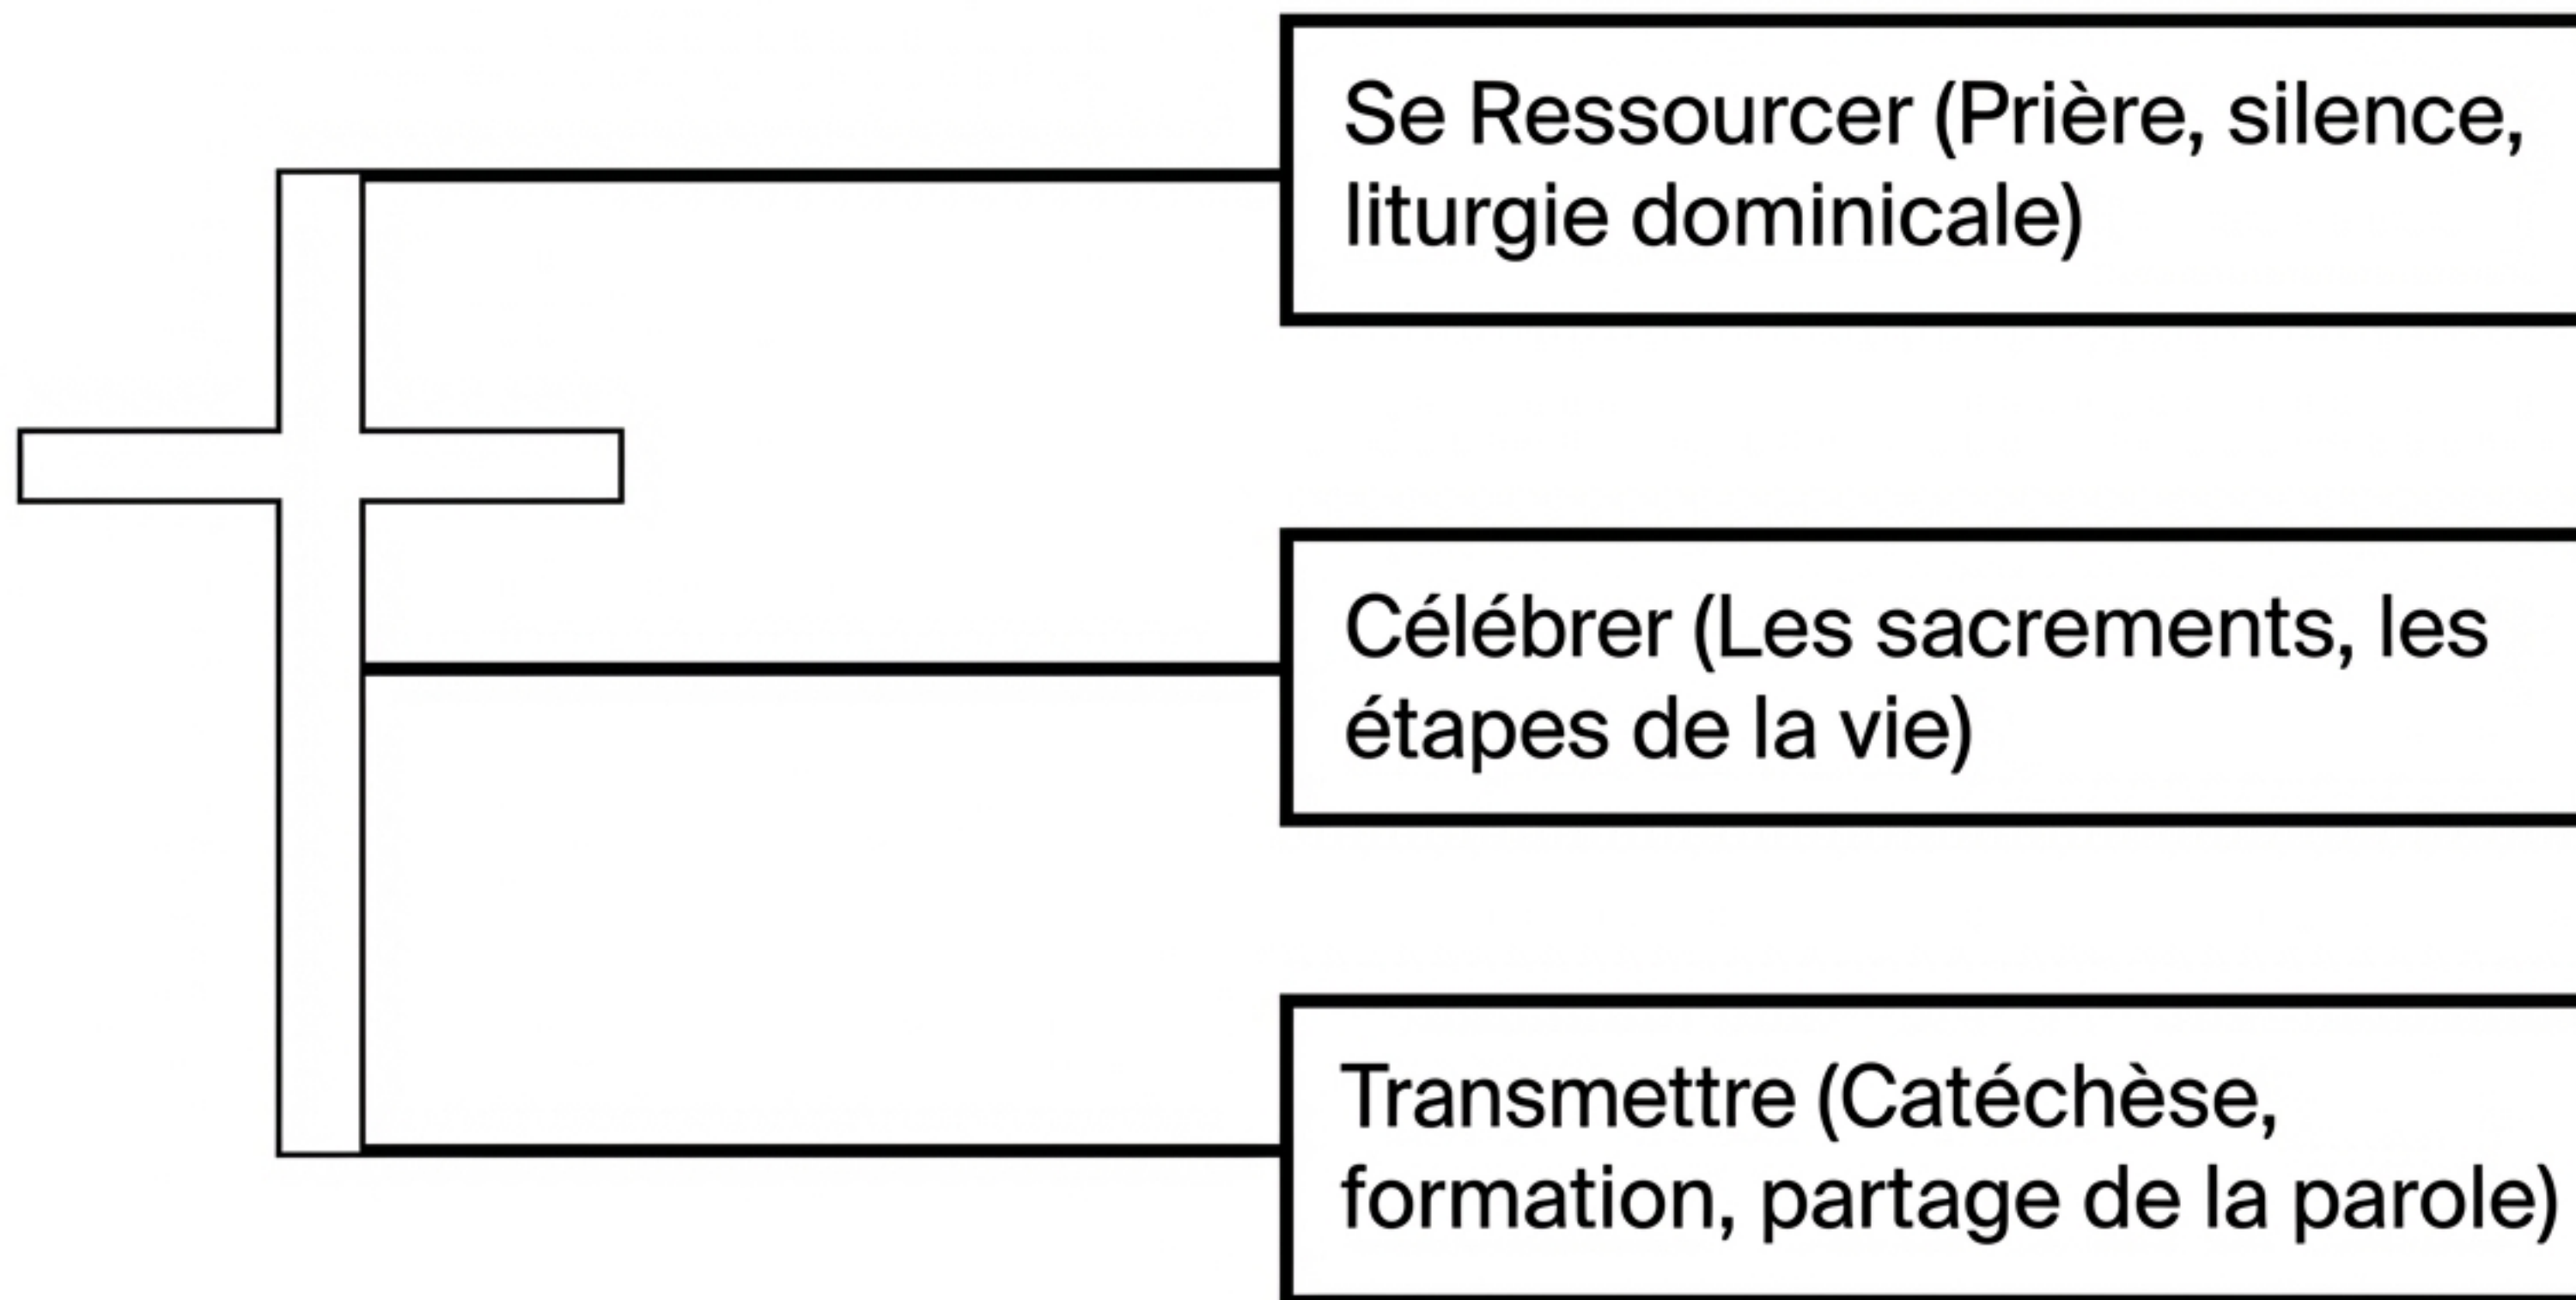 Se Ressourcer (Prière, silence,
liturgie dominicale)
Célébrer (Les sacrements, les
étapes de la vie)
Transmettre (Catéchèse,
formation, partage de la parole)